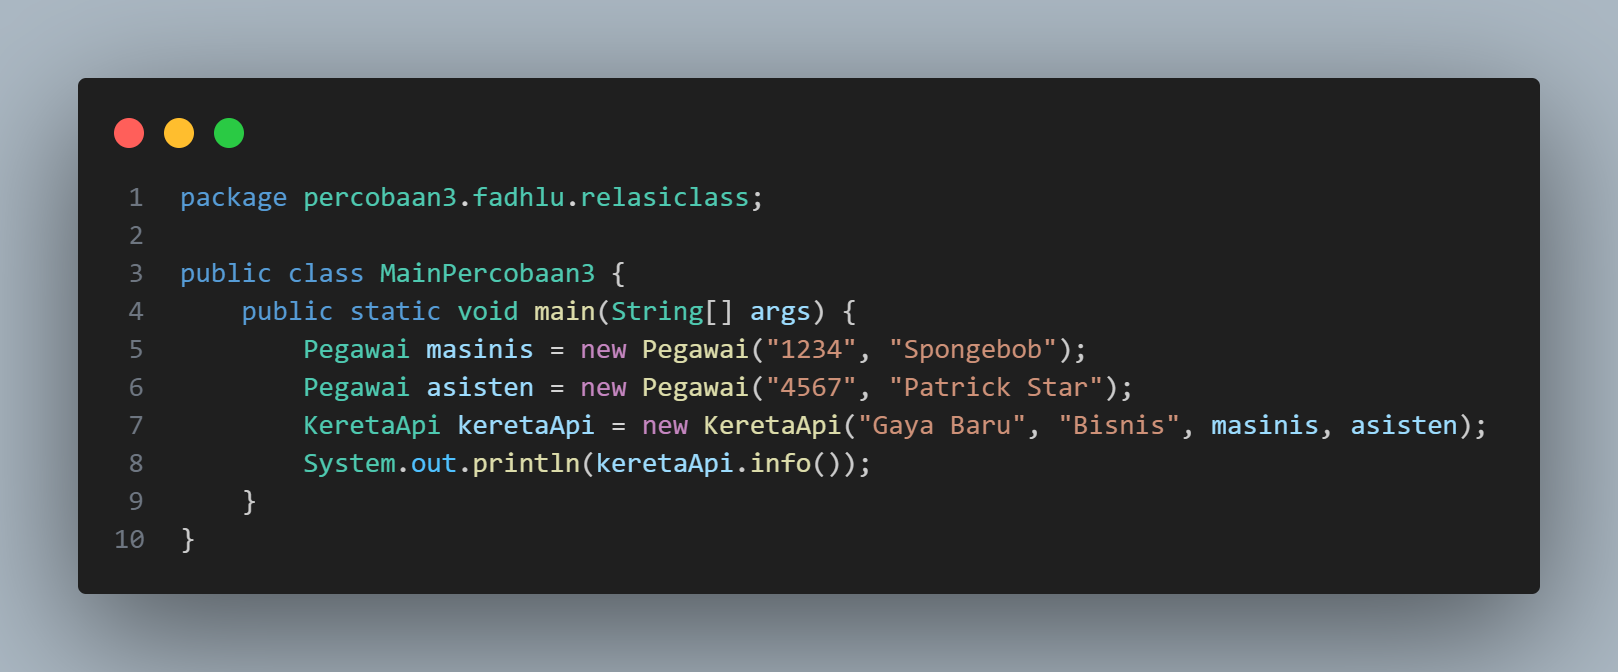 1 package percobaan3.fadhlu.relasiclass;
2
3 public class MainPercobaan3 {
4     public static void main(String[] args) {
5         Pegawai masinis = new Pegawai("1234", "Spongebob");
6         Pegawai asisten = new Pegawai("4567", "Patrick Star");
7         KeretaApi keretaApi = new KeretaApi("Gaya Baru", "Bisnis", masinis, asisten);
8         System.out.println(keretaApi.info());
9     }
10 }